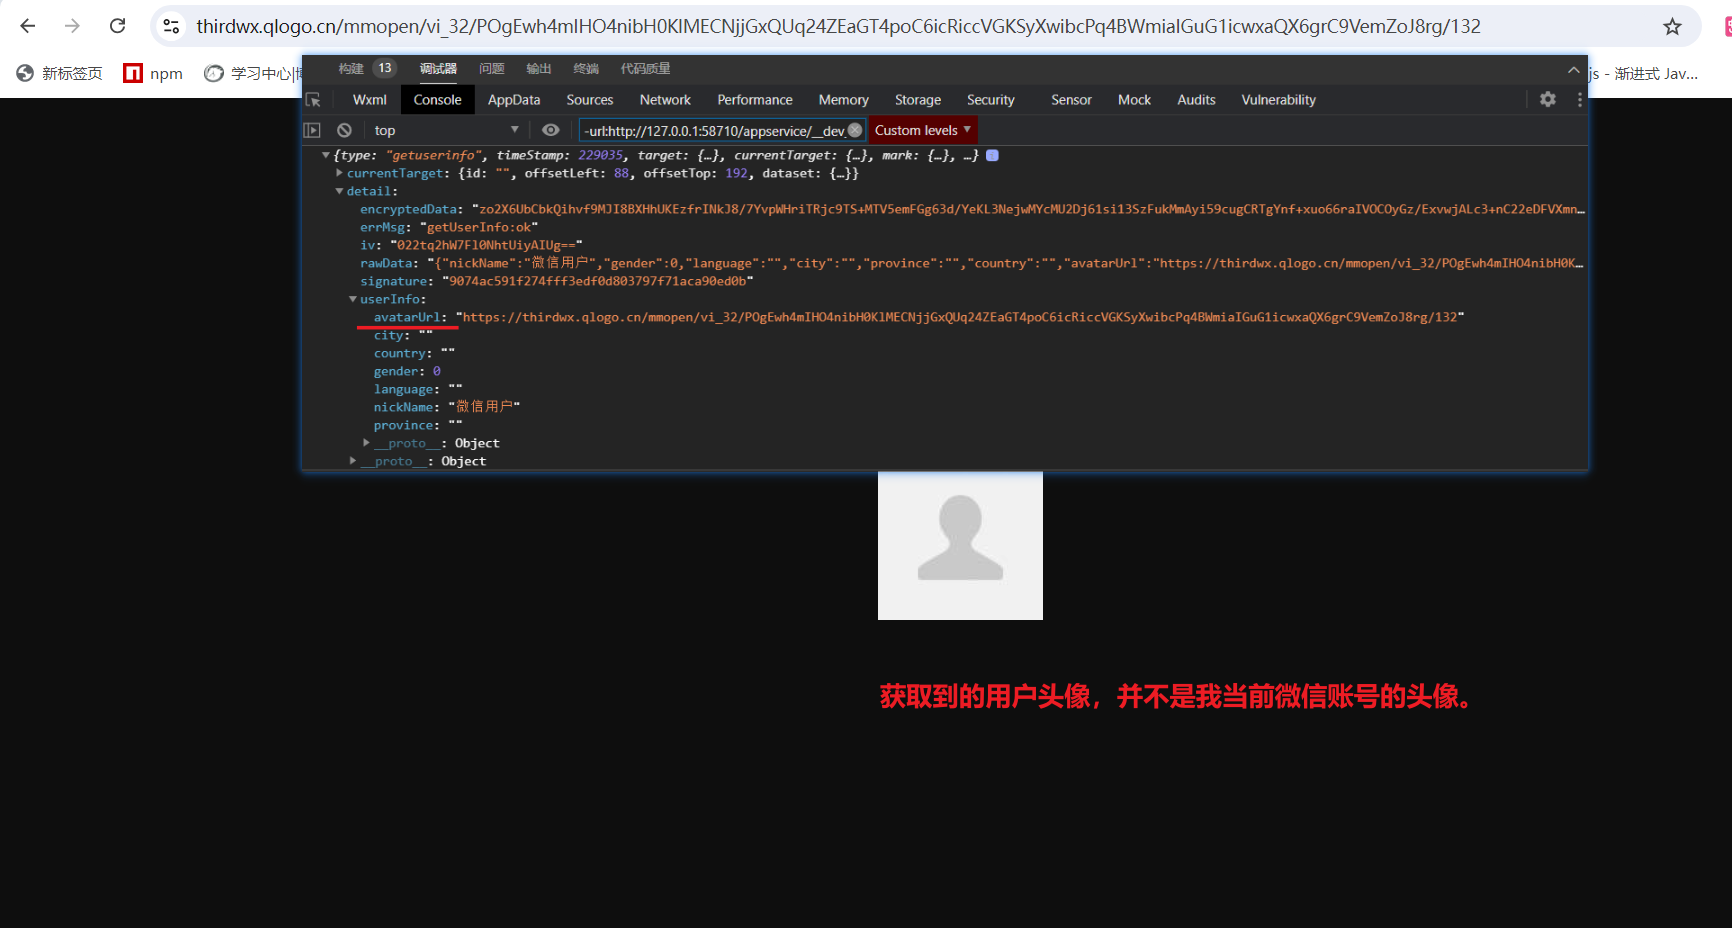 thirdwx.qlogo.cn/mmopen/vi_32/POgEwh4mIHO4nibH0KlMECNjjGxQUq24ZEaGT4poC6icRiccVGKSyXwibcPq4BWmiaIGuG1icwxaQX6grC9VemZoJ8rg/132
新标签页 npm 学习中心 js - 渐进式 Jav...
构建 13 调试器 问题 输出 终端 代码质量
Wxml Console AppData Sources Network Performance Memory Storage Security Sensor Mock Audits Vulnerability
top -url:http://127.0.0.1:58710/appservice/__dev_ Custom levels
{type: "getuserinfo", timeStamp: 229035, target: {…}, currentTarget: {…}, mark: {…}, …}
currentTarget: {id: "", offsetLeft: 88, offsetTop: 192, dataset: {…}}
detail:
encryptedData: "zo2X6UbCbkQihvf9MJI8BXHhUKEzfrINkJ8/7YvpWHriTRjc9TS+MTV5emFGg63d/YeKL3NejwMYcMU2Dj61si13SzFukMmAyi59cugCRTgYnf+xuo66raIVOCOyGz/ExvwjALc3+nC22eDFVXmn…
errMsg: "getUserInfo:ok"
iv: "022tq2hW7Fl0NhtUiyAIUg=="
rawData: "{"nickName":"微信用户","gender":0,"language":"","city":"","province":"","country":"","avatarUrl":"https://thirdwx.qlogo.cn/mmopen/vi_32/POgEwh4mIHO4nibH0K…
signature: "9074ac591f274fff3edf0d803797f71aca90ed0b"
userInfo:
avatarUrl: "https://thirdwx.qlogo.cn/mmopen/vi_32/POgEwh4mIHO4nibH0KlMECNjjGxQUq24ZEaGT4poC6icRiccVGKSyXwibcPq4BWmiaIGuG1icwxaQX6grC9VemZoJ8rg/132"
city: ""
country: ""
gender: 0
language: ""
nickName: "微信用户"
province: ""
__proto__: Object
__proto__: Object
获取到的用户头像，并不是我当前微信账号的头像。